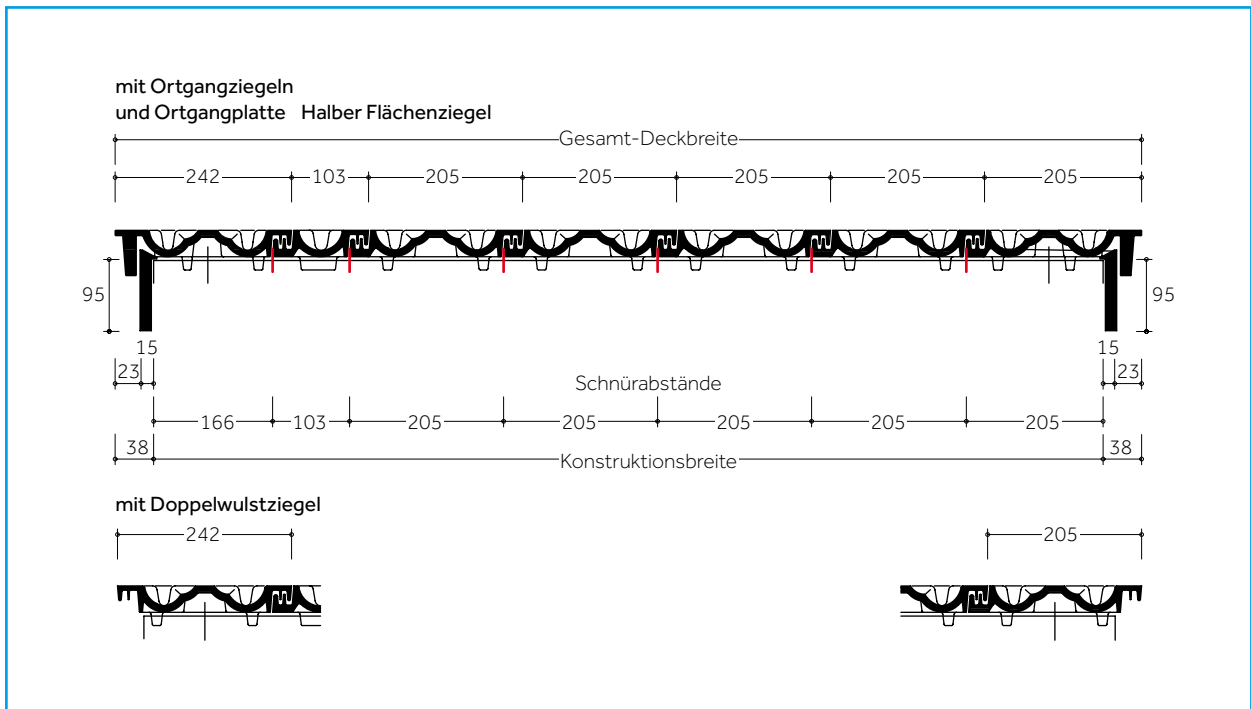 mit Ortgangziegeln
und Ortgangplatte Halber Flächenziegel
Gesamt-Deckbreite
242 103 205 205 205 205 205
95 95
15 15
23 23
Schnürabstände
166 103 205 205 205 205 205
38 38
Konstruktionsbreite
mit Doppelwulstziegel
242 205